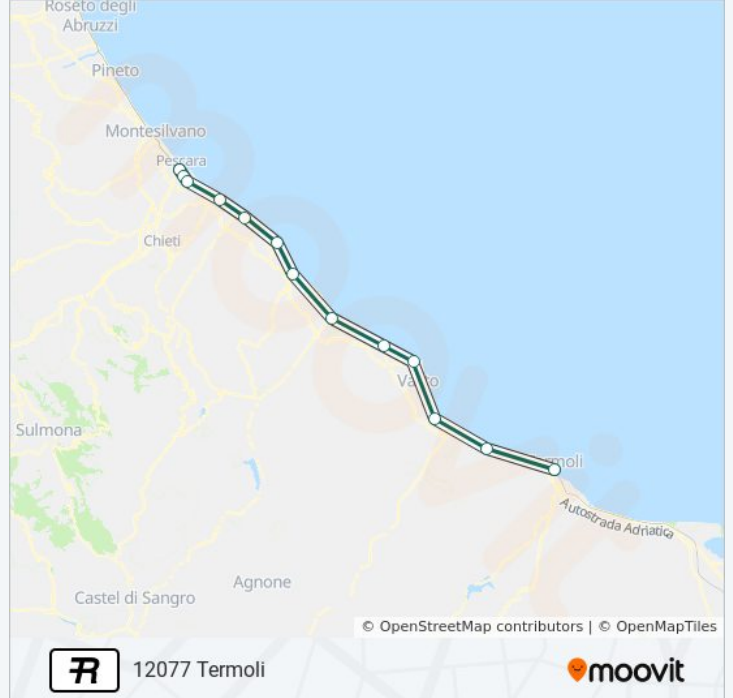 Roseto degli
Abruzzi
Pineto
Montesilvano
Pescara
Chieti
Vasto
Sulmona
Termoli
Autostrada Adriatica
Agnone
Castel di Sangro
© OpenStreetMap contributors | © OpenMapTiles
R 12077 Termoli
moovit